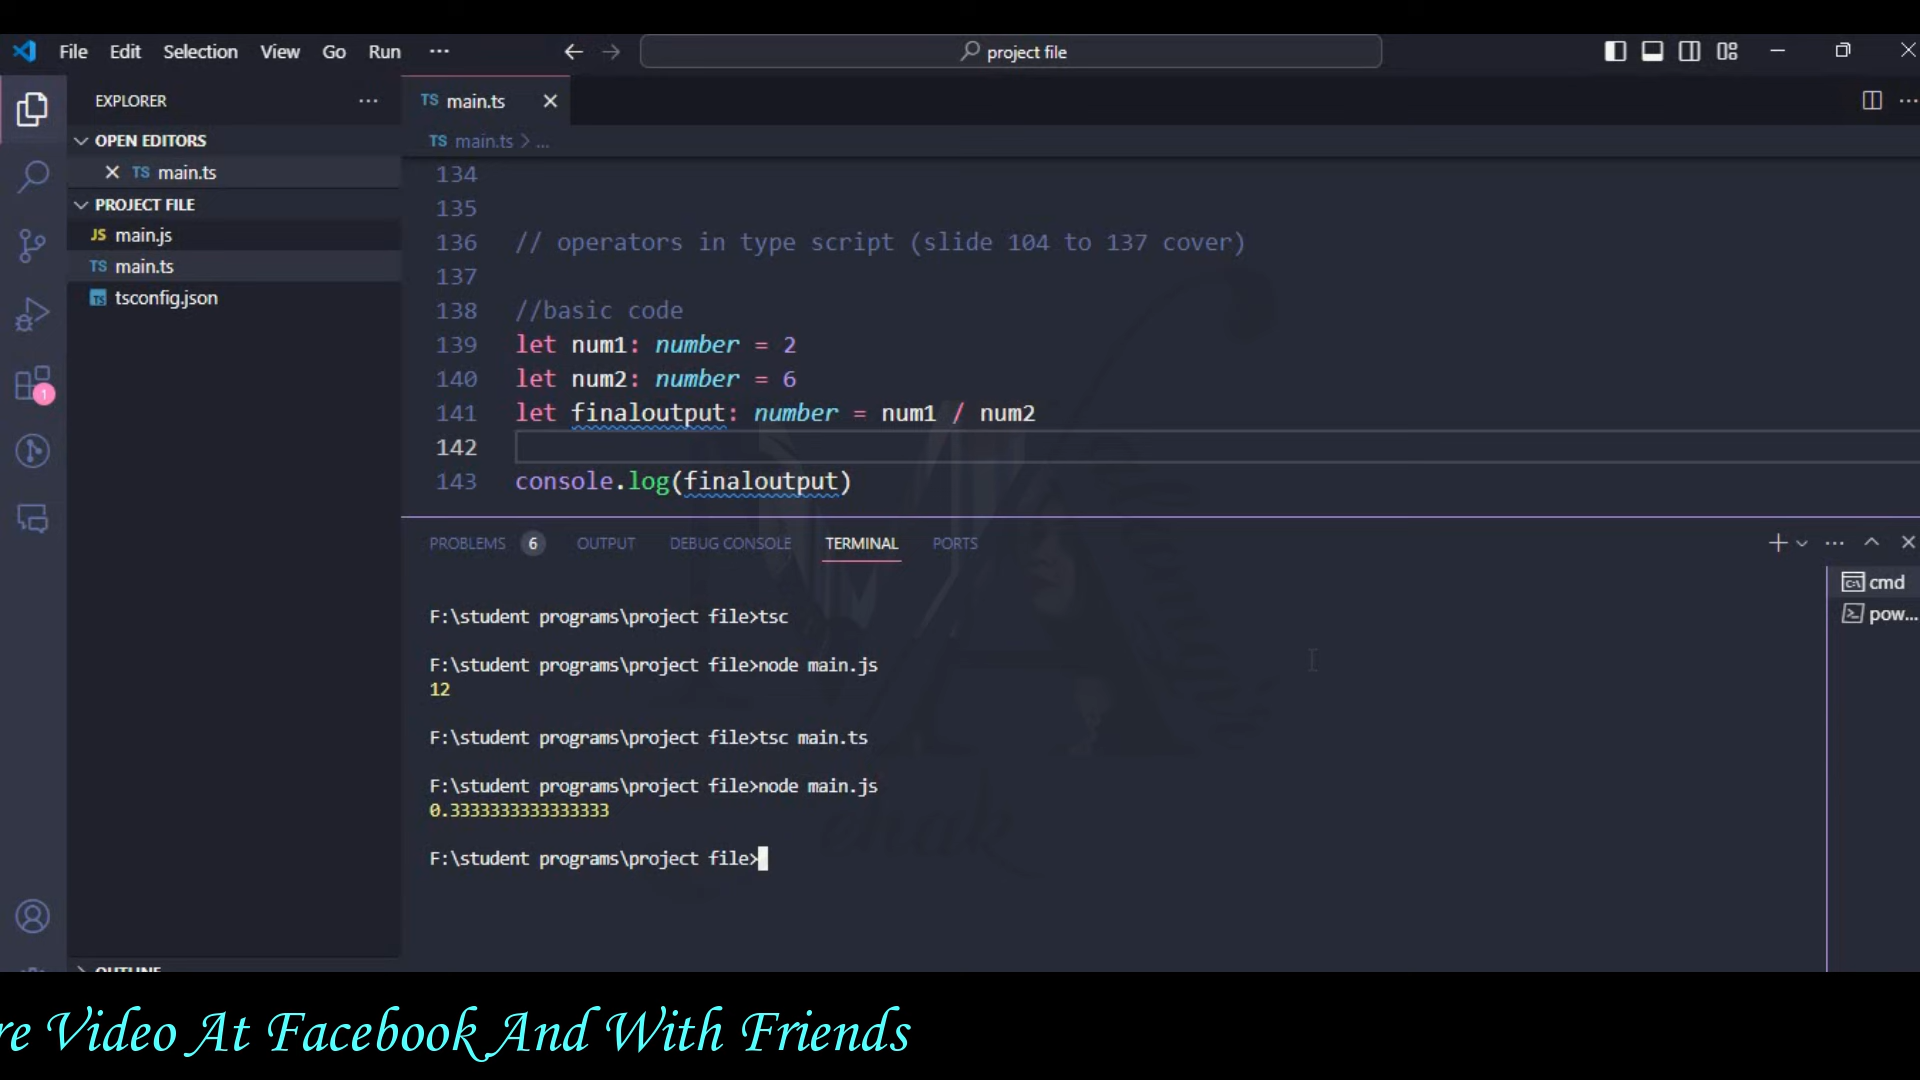 File Edit Selection View Go Run ··· project file
EXPLORER ···
OPEN EDITORS
TS main.ts
PROJECT FILE
JS main.js
TS main.ts
TS tsconfig.json
TS main.ts
TS main.ts > ...
134
135
136 // operators in type script (slide 104 to 137 cover)
137
138 //basic code
139 let num1: number = 2
140 let num2: number = 6
141 let finaloutput: number = num1 / num2
142
143 console.log(finaloutput)
1
PROBLEMS 6 OUTPUT DEBUG CONSOLE TERMINAL PORTS
F:\student programs\project file>tsc
F:\student programs\project file>node main.js
12
F:\student programs\project file>tsc main.ts
F:\student programs\project file>node main.js
0.3333333333333333
F:\student programs\project file>
cmd
pow...
OUTLINE
re Video At Facebook And With Friends